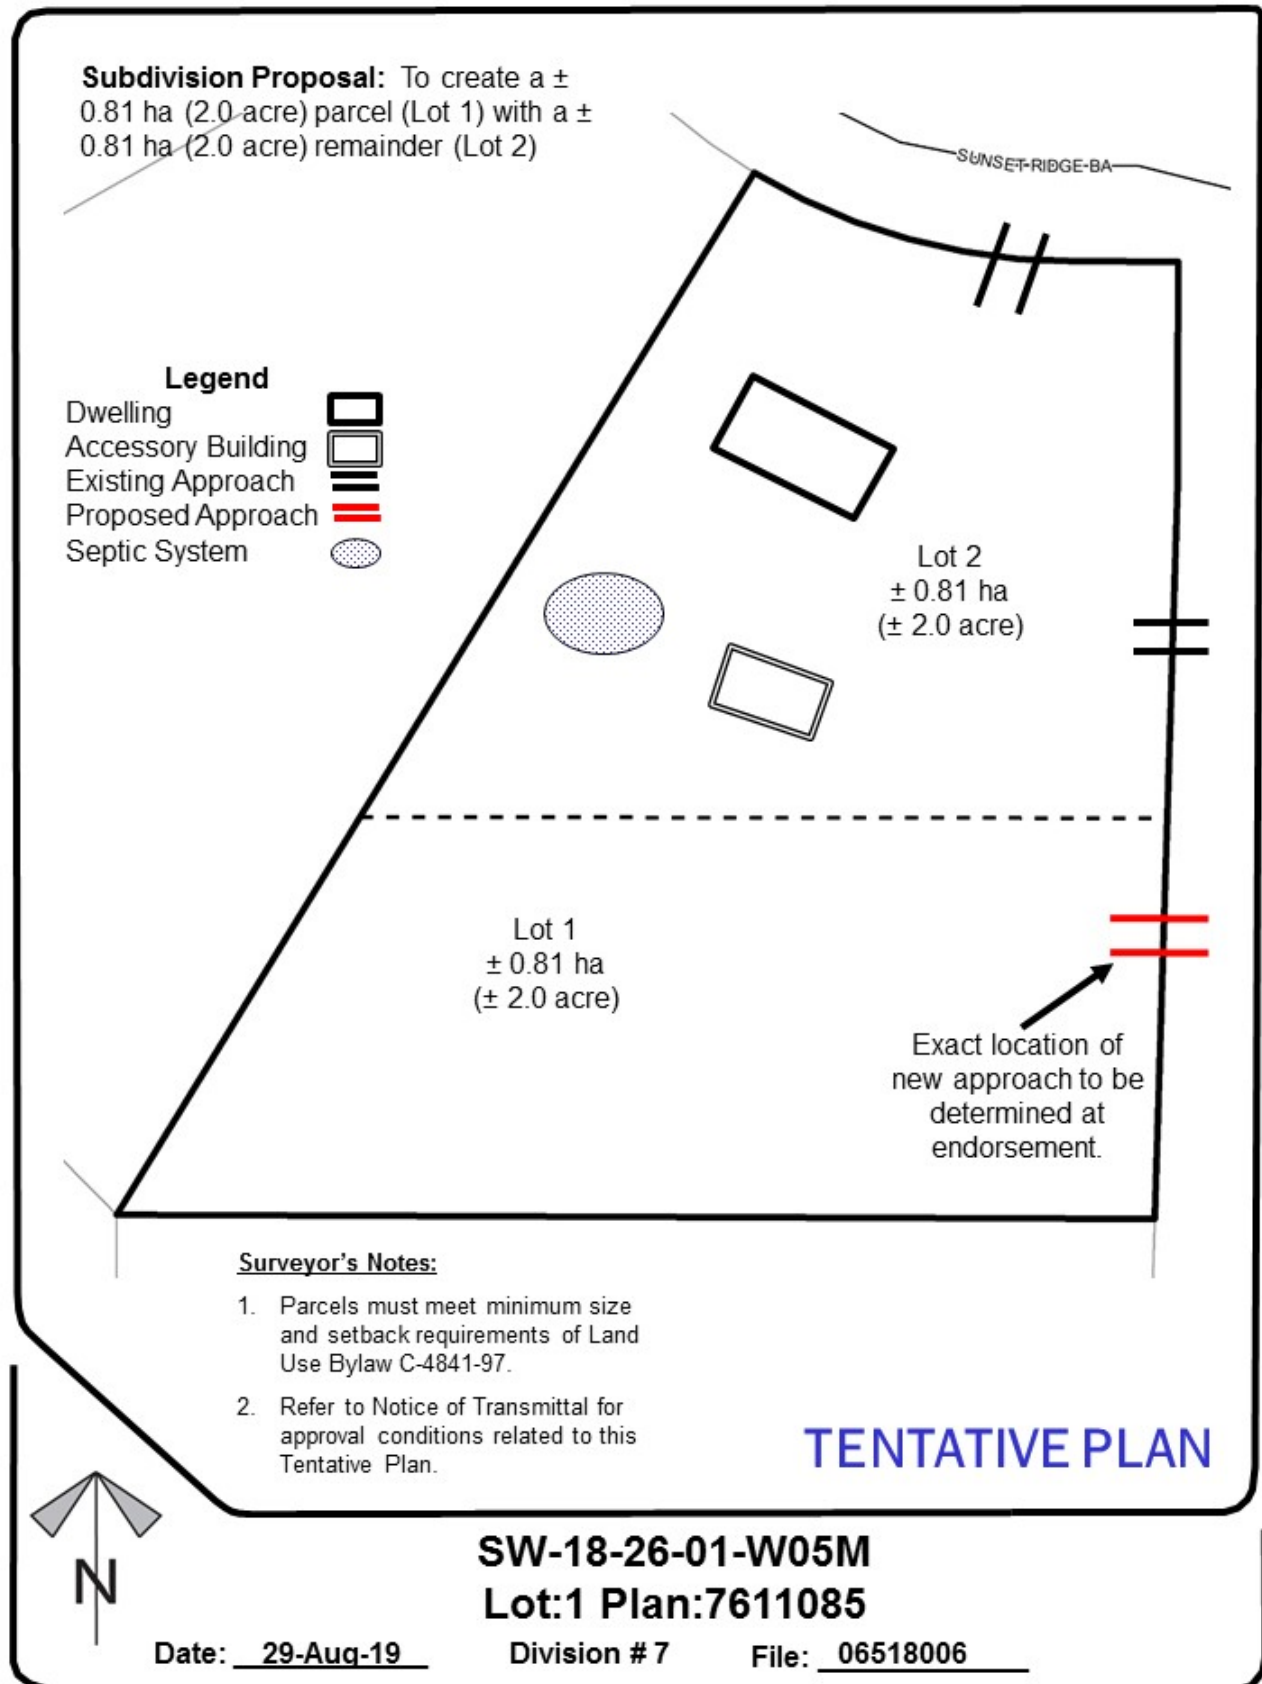 Subdivision Proposal: To create a ±
0.81 ha (2.0 acre) parcel (Lot 1) with a ±
0.81 ha (2.0 acre) remainder (Lot 2)
SUNSET-RIDGE-BA
Legend
Dwelling
Accessory Building
Existing Approach
Proposed Approach
Septic System
Lot 2
± 0.81 ha
(± 2.0 acre)
Lot 1
± 0.81 ha
(± 2.0 acre)
Exact location of
new approach to be
determined at
endorsement.
Surveyor's Notes:
1. Parcels must meet minimum size
and setback requirements of Land
Use Bylaw C-4841-97.
2. Refer to Notice of Transmittal for
approval conditions related to this
Tentative Plan.
TENTATIVE PLAN
N
SW-18-26-01-W05M
Lot:1 Plan:7611085
Date: 29-Aug-19 Division # 7 File: 06518006